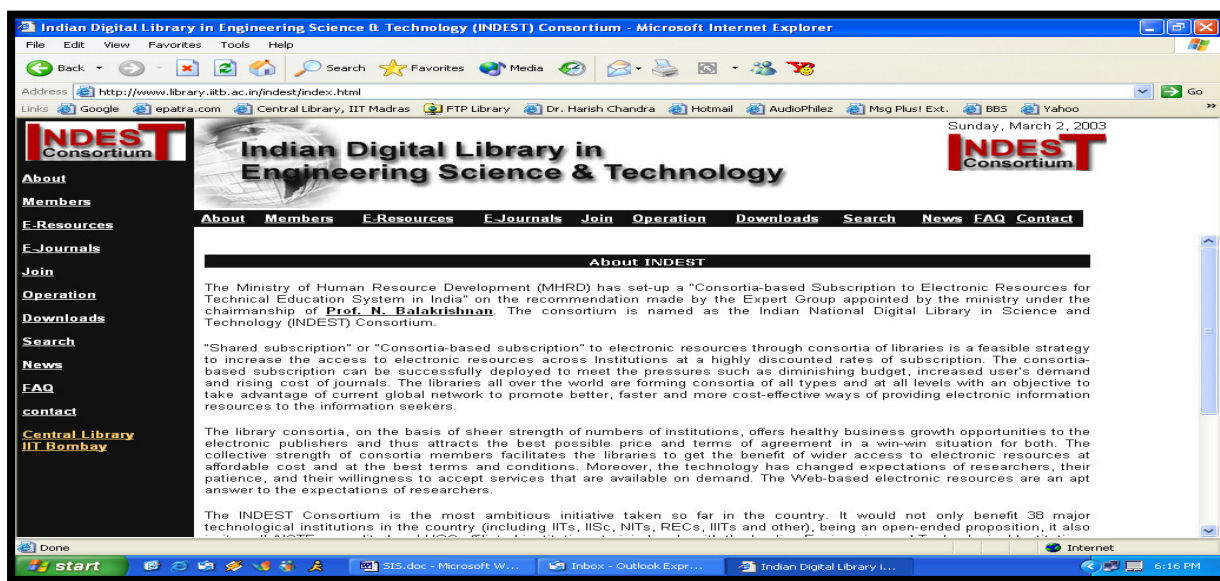 Indian Digital Library in Engineering Science & Technology (INDEST) Consortium - Microsoft Internet Explorer
File Edit View Favorites Tools Help
Back Search Favorites Media
Address http://www.library.iitb.ac.in/indest/index.html Go
Links Google epatra.com Central Library, IIT Madras FTP Library Dr. Harish Chandra Hotmail AudioPhilez Msg Plus! Ext. BBS Yahoo »
Sunday, March 2, 2003
INDEST
Consortium
Indian Digital Library in
Engineering Science & Technology
INDEST
Consortium
About
Members
E-Resources
E-Journals
Join
Operation
Downloads
Search
News
FAQ
contact
Central Library
IIT Bombay
About Members E-Resources E-Journals Join Operation Downloads Search News FAQ Contact
About INDEST
The Ministry of Human Resource Development (MHRD) has set-up a "Consortia-based Subscription to Electronic Resources for
Technical Education System in India" on the recommendation made by the Expert Group appointed by the ministry under the
chairmanship of Prof. N. Balakrishnan. The consortium is named as the Indian National Digital Library in Science and
Technology (INDEST) Consortium.
"Shared subscription" or "Consortia-based subscription" to electronic resources through consortia of libraries is a feasible strategy
to increase the access to electronic resources across Institutions at a highly discounted rates of subscription. The consortia-
based subscription can be successfully deployed to meet the pressures such as diminishing budget, increased user's demand
and rising cost of journals. The libraries all over the world are forming consortia of all types and at all levels with an objective to
take advantage of current global network to promote better, faster and more cost-effective ways of providing electronic information
resources to the information seekers.
The library consortia, on the basis of sheer strength of numbers of institutions, offers healthy business growth opportunities to the
electronic publishers and thus attracts the best possible price and terms of agreement in a win-win situation for both. The
collective strength of consortia members facilitates the libraries to get the benefit of wider access to electronic resources at
affordable cost and at the best terms and conditions. Moreover, the technology has changed expectations of researchers, their
patience, and their willingness to accept services that are available on demand. The Web-based electronic resources are an apt
answer to the expectations of researchers.
The INDEST Consortium is the most ambitious initiative taken so far in the country. It would not only benefit 38 major
technological institutions in the country (including IITs, IISc, NITs, RECs, IIITs and other), being an open-ended proposition, it also
Done Internet
start SIS.doc - Microsoft W... Inbox - Outlook Expr... Indian Digital Library i... 6:16 PM